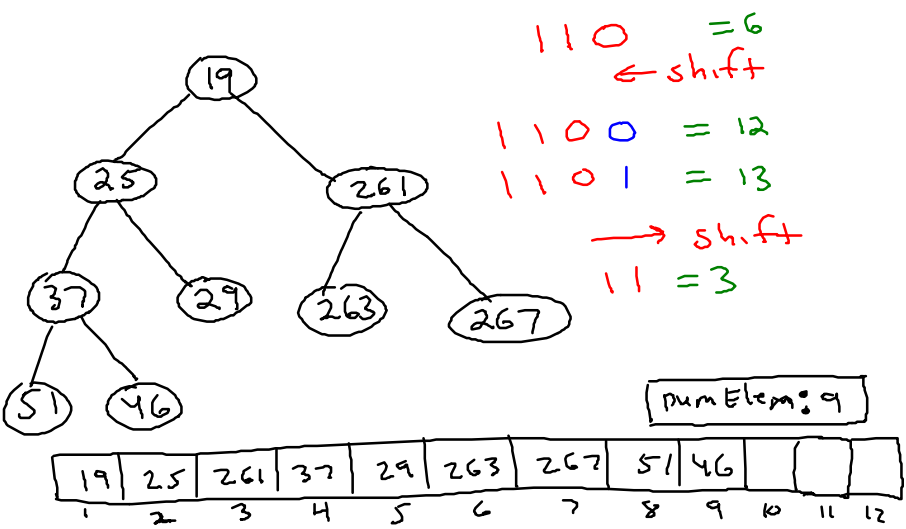 19
25
261
37
29
263
267
51
46
110 =6
← shift
1100 = 12
1101 = 13
→ shift
11 =3
numElem: 9
19 25 261 37 29 263 267 51 46
1 2 3 4 5 6 7 8 9 10 11 12